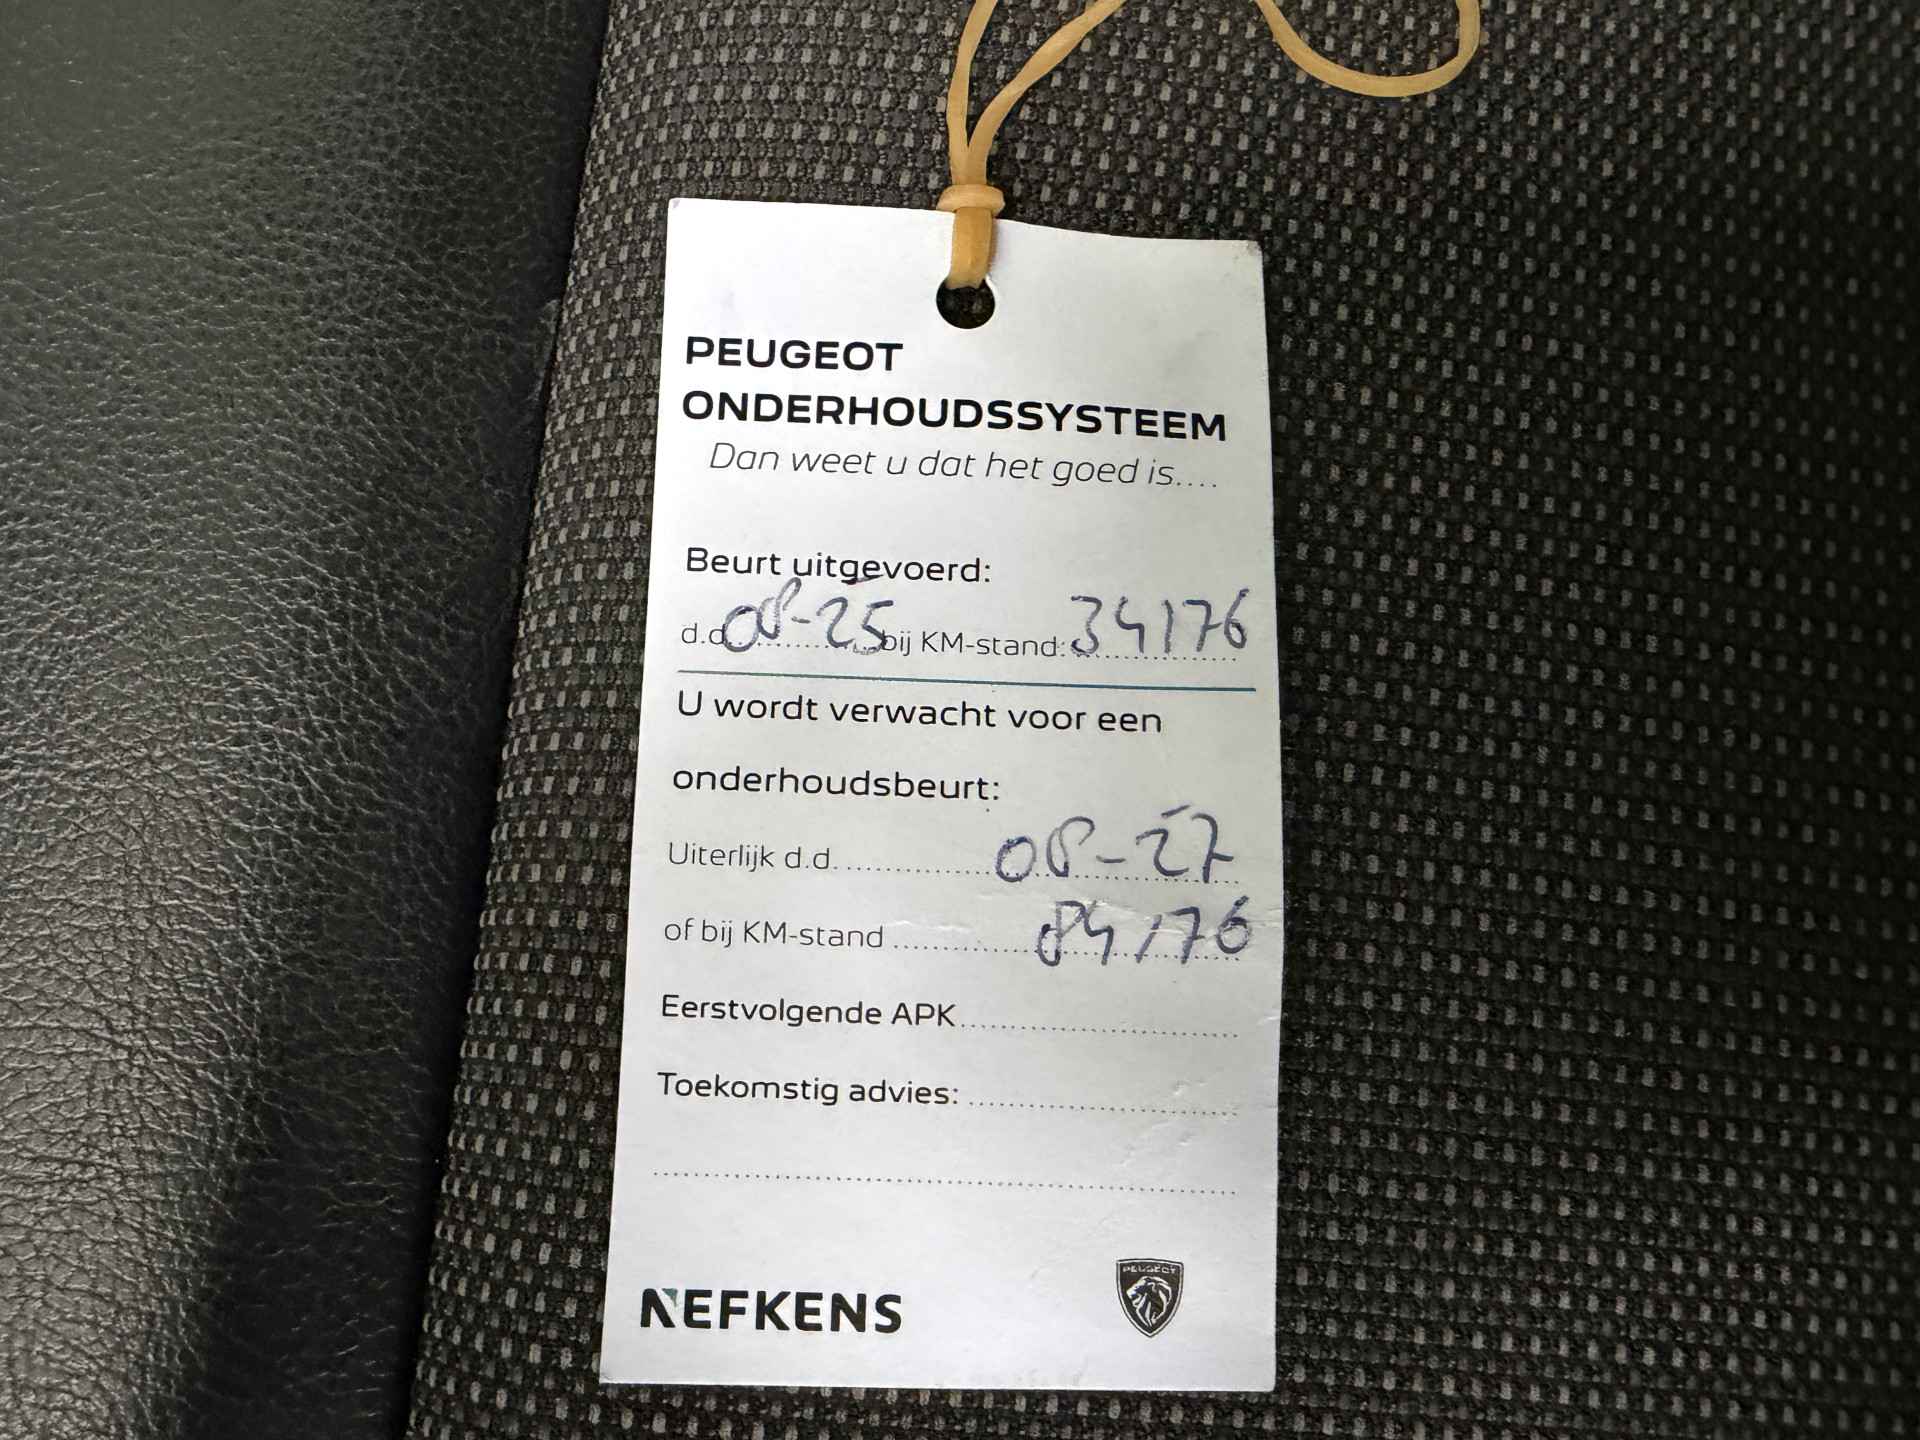 PEUGEOT
ONDERHOUDSSYSTEEM
Dan weet u dat het goed is....
Beurt uitgevoerd:
d.d. 08-25 bij KM-stand: 34176
U wordt verwacht voor een
onderhoudsbeurt:
Uiterlijk d.d. 08-27
of bij KM-stand 84176
Eerstvolgende APK
Toekomstig advies:
NEFKENS
PEUGEOT